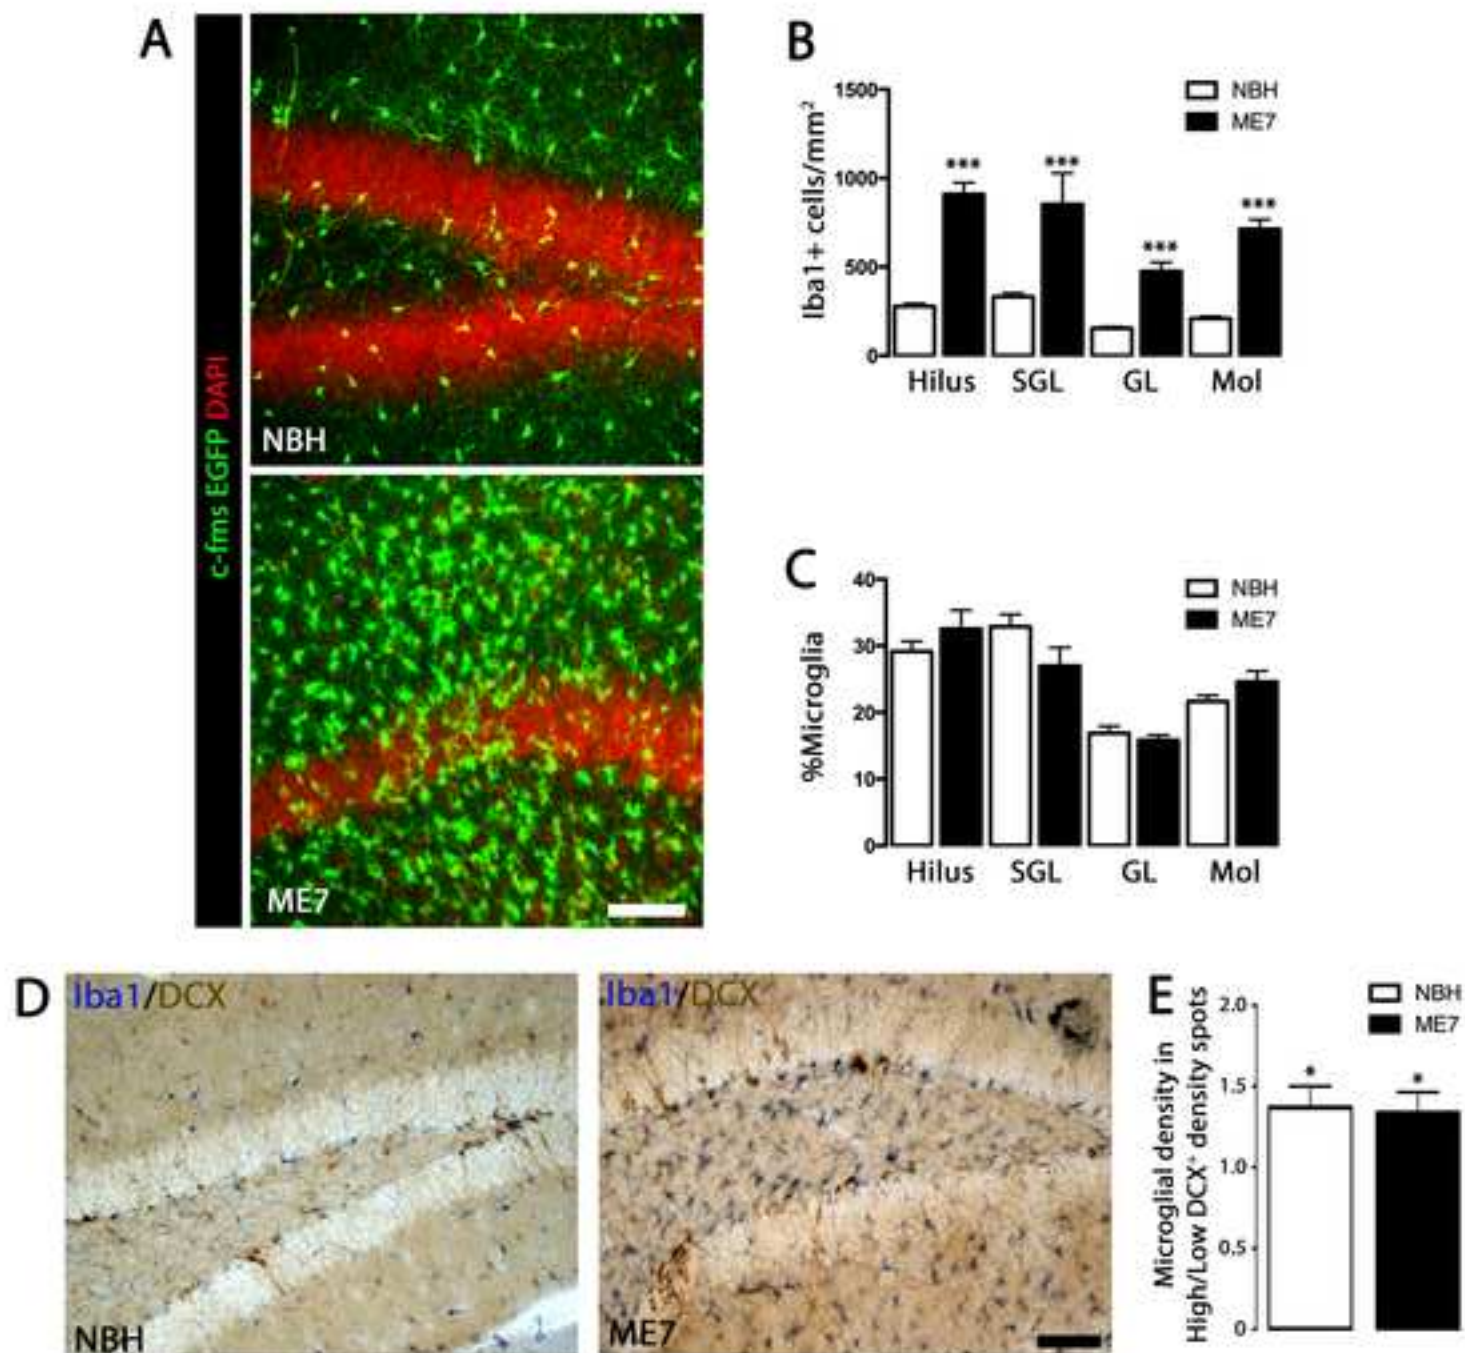 A
c-fms EGFP DAPI
NBH
ME7
B
Iba1+ cells/mm²
1500
1000
500
0
NBH
ME7
***
***
***
***
Hilus SGL GL Mol
C
%Microglia
40
30
20
10
0
NBH
ME7
Hilus SGL GL Mol
D
Iba1/DCX
NBH
Iba1/DCX
ME7
E
Microglial density in
High/Low DCX⁺ density spots
2.0
1.5
1.0
0.5
0
NBH
ME7
*
*